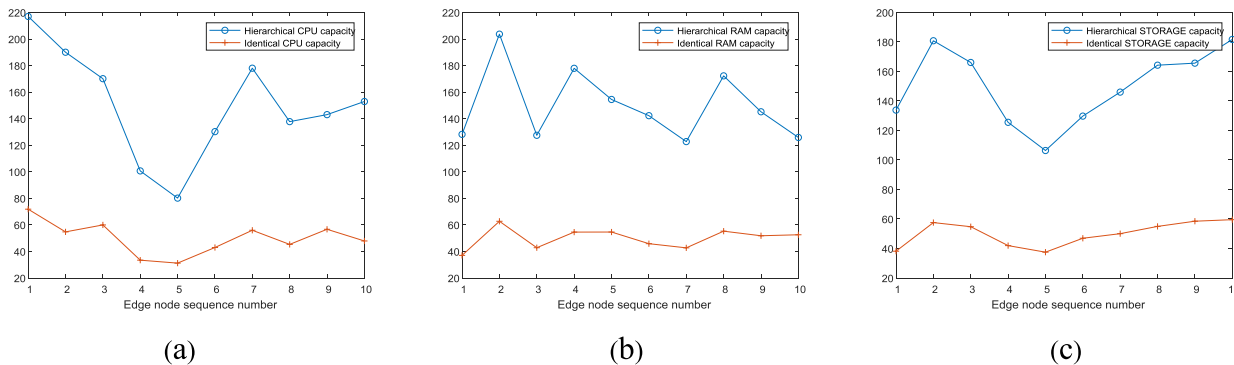 220
200
180
160
140
120
100
80
60
40
20
Hierarchical CPU capacity
Identical CPU capacity
1 2 3 4 5 6 7 8 9 10
Edge node sequence number
(a)
220
200
180
160
140
120
100
80
60
40
20
Hierarchical RAM capacity
Identical RAM capacity
1 2 3 4 5 6 7 8 9 10
Edge node sequence number
(b)
200
180
160
140
120
100
80
60
40
20
Hierarchical STORAGE capacity
Identical STORAGE capacity
1 2 3 4 5 6 7 8 9 1
Edge node sequence number
(c)